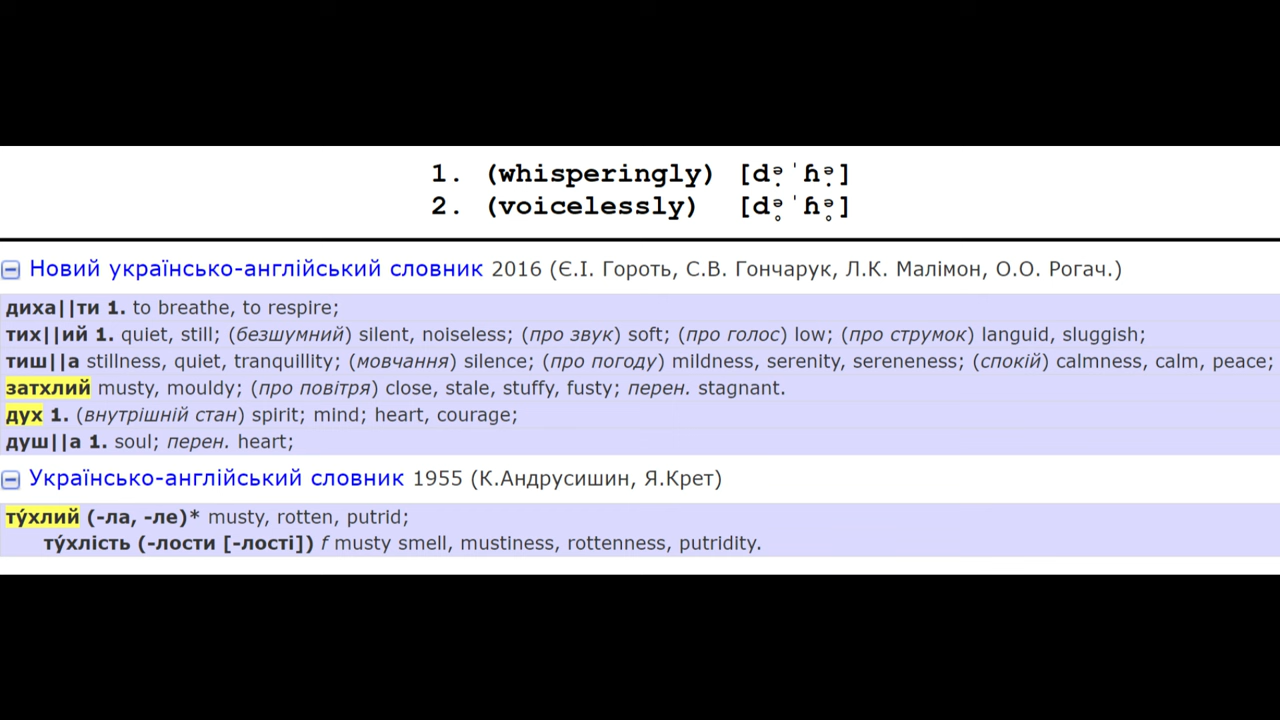 1. (whisperingly) [dᵊ̣ˈɦᵊ̣]
2. (voicelessly) [dᵊ̥ˈɦᵊ̥]
Новий українсько-англійський словник 2016 (Є.І. Гороть, С.В. Гончарук, Л.К. Малімон, О.О. Рогач.)
диха||ти 1. to breathe, to respire;
тих||ий 1. quiet, still; (безшумний) silent, noiseless; (про звук) soft; (про голос) low; (про струмок) languid, sluggish;
тиш||а stillness, quiet, tranquillity; (мовчання) silence; (про погоду) mildness, serenity, sereneness; (спокій) calmness, calm, peace;
затхлий musty, mouldy; (про повітря) close, stale, stuffy, fusty; перен. stagnant.
дух 1. (внутрішній стан) spirit; mind; heart, courage;
душ||а 1. soul; перен. heart;
Українсько-англійський словник 1955 (К.Андрусишин, Я.Крет)
ту́хлий (-ла, -ле)* musty, rotten, putrid;
ту́хлість (-лости [-лості]) f musty smell, mustiness, rottenness, putridity.